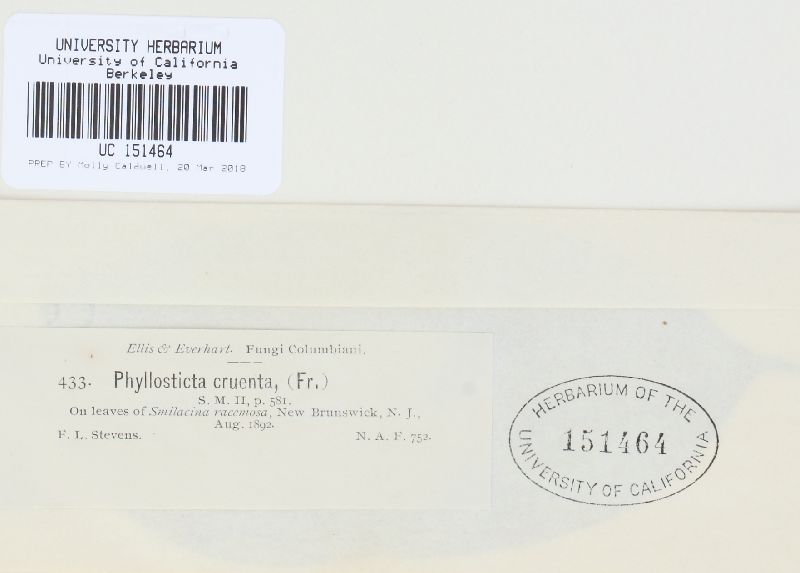 UNIVERSITY HERBARIUM
University of California
Berkeley
UC 151464
PREP BY Molly Caldwell, 20 Mar 2018
Ellis & Everhart. Fungi Columbiani.
433. Phyllosticta cruenta, (Fr.)
S. M. II, p. 581.
On leaves of Smilacina racemosa, New Brunswick, N. J.,
Aug. 1892.
F. L. Stevens. N. A. F. 752.
HERBARIUM OF THE
151464
UNIVERSITY OF CALIFORNIA